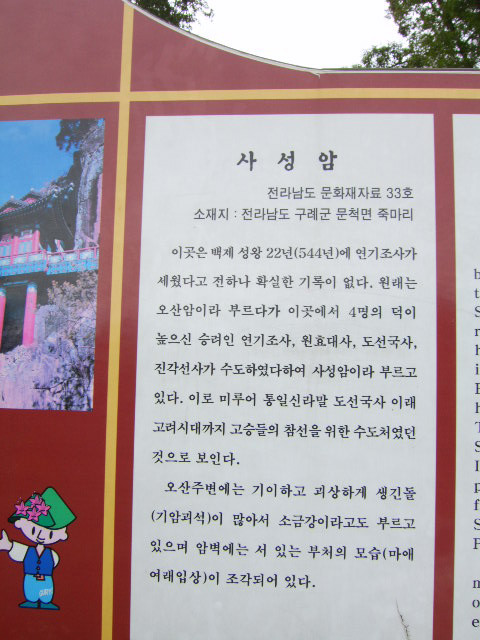 사성암
전라남도 문화재자료 33호
소재지 : 전라남도 구례군 문척면 죽마리
이곳은 백제 성왕 22년(544년)에 연기조사가
세웠다고 전하나 확실한 기록이 없다. 원래는
오산암이라 부르다가 이곳에서 4명의 덕이
높으신 승려인 연기조사, 원효대사, 도선국사,
진각선사가 수도하였다하여 사성암이라 부르고
있다. 이로 미루어 통일신라말 도선국사 이래
고려시대까지 고승들의 참선을 위한 수도처였던
것으로 보인다.
오산주변에는 기이하고 괴상하게 생긴돌
(기암괴석)이 많아서 소금강이라고도 부르고
있으며 암벽에는 서 있는 부처의 모습(마애
여래입상)이 조각되어 있다.